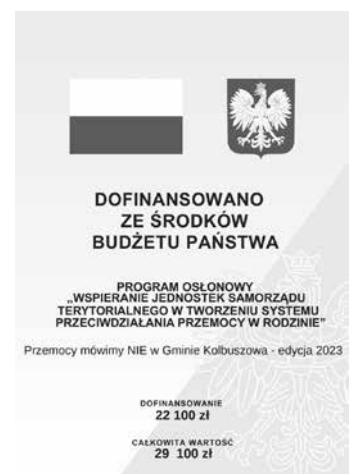 DOFINANSOWANO
ZE ŚRODKÓW
BUDŻETU PAŃSTWA
PROGRAM OSŁONOWY
„WSPIERANIE JEDNOSTEK SAMORZĄDU
TERYTORIALNEGO W TWORZENIU SYSTEMU
PRZECIWDZIAŁANIA PRZEMOCY W RODZINIE”
Przemocy mówimy NIE w Gminie Kolbuszowa - edycja 2023
DOFINANSOWANIE
22 100 zł
CAŁKOWITA WARTOŚĆ
29 100 zł